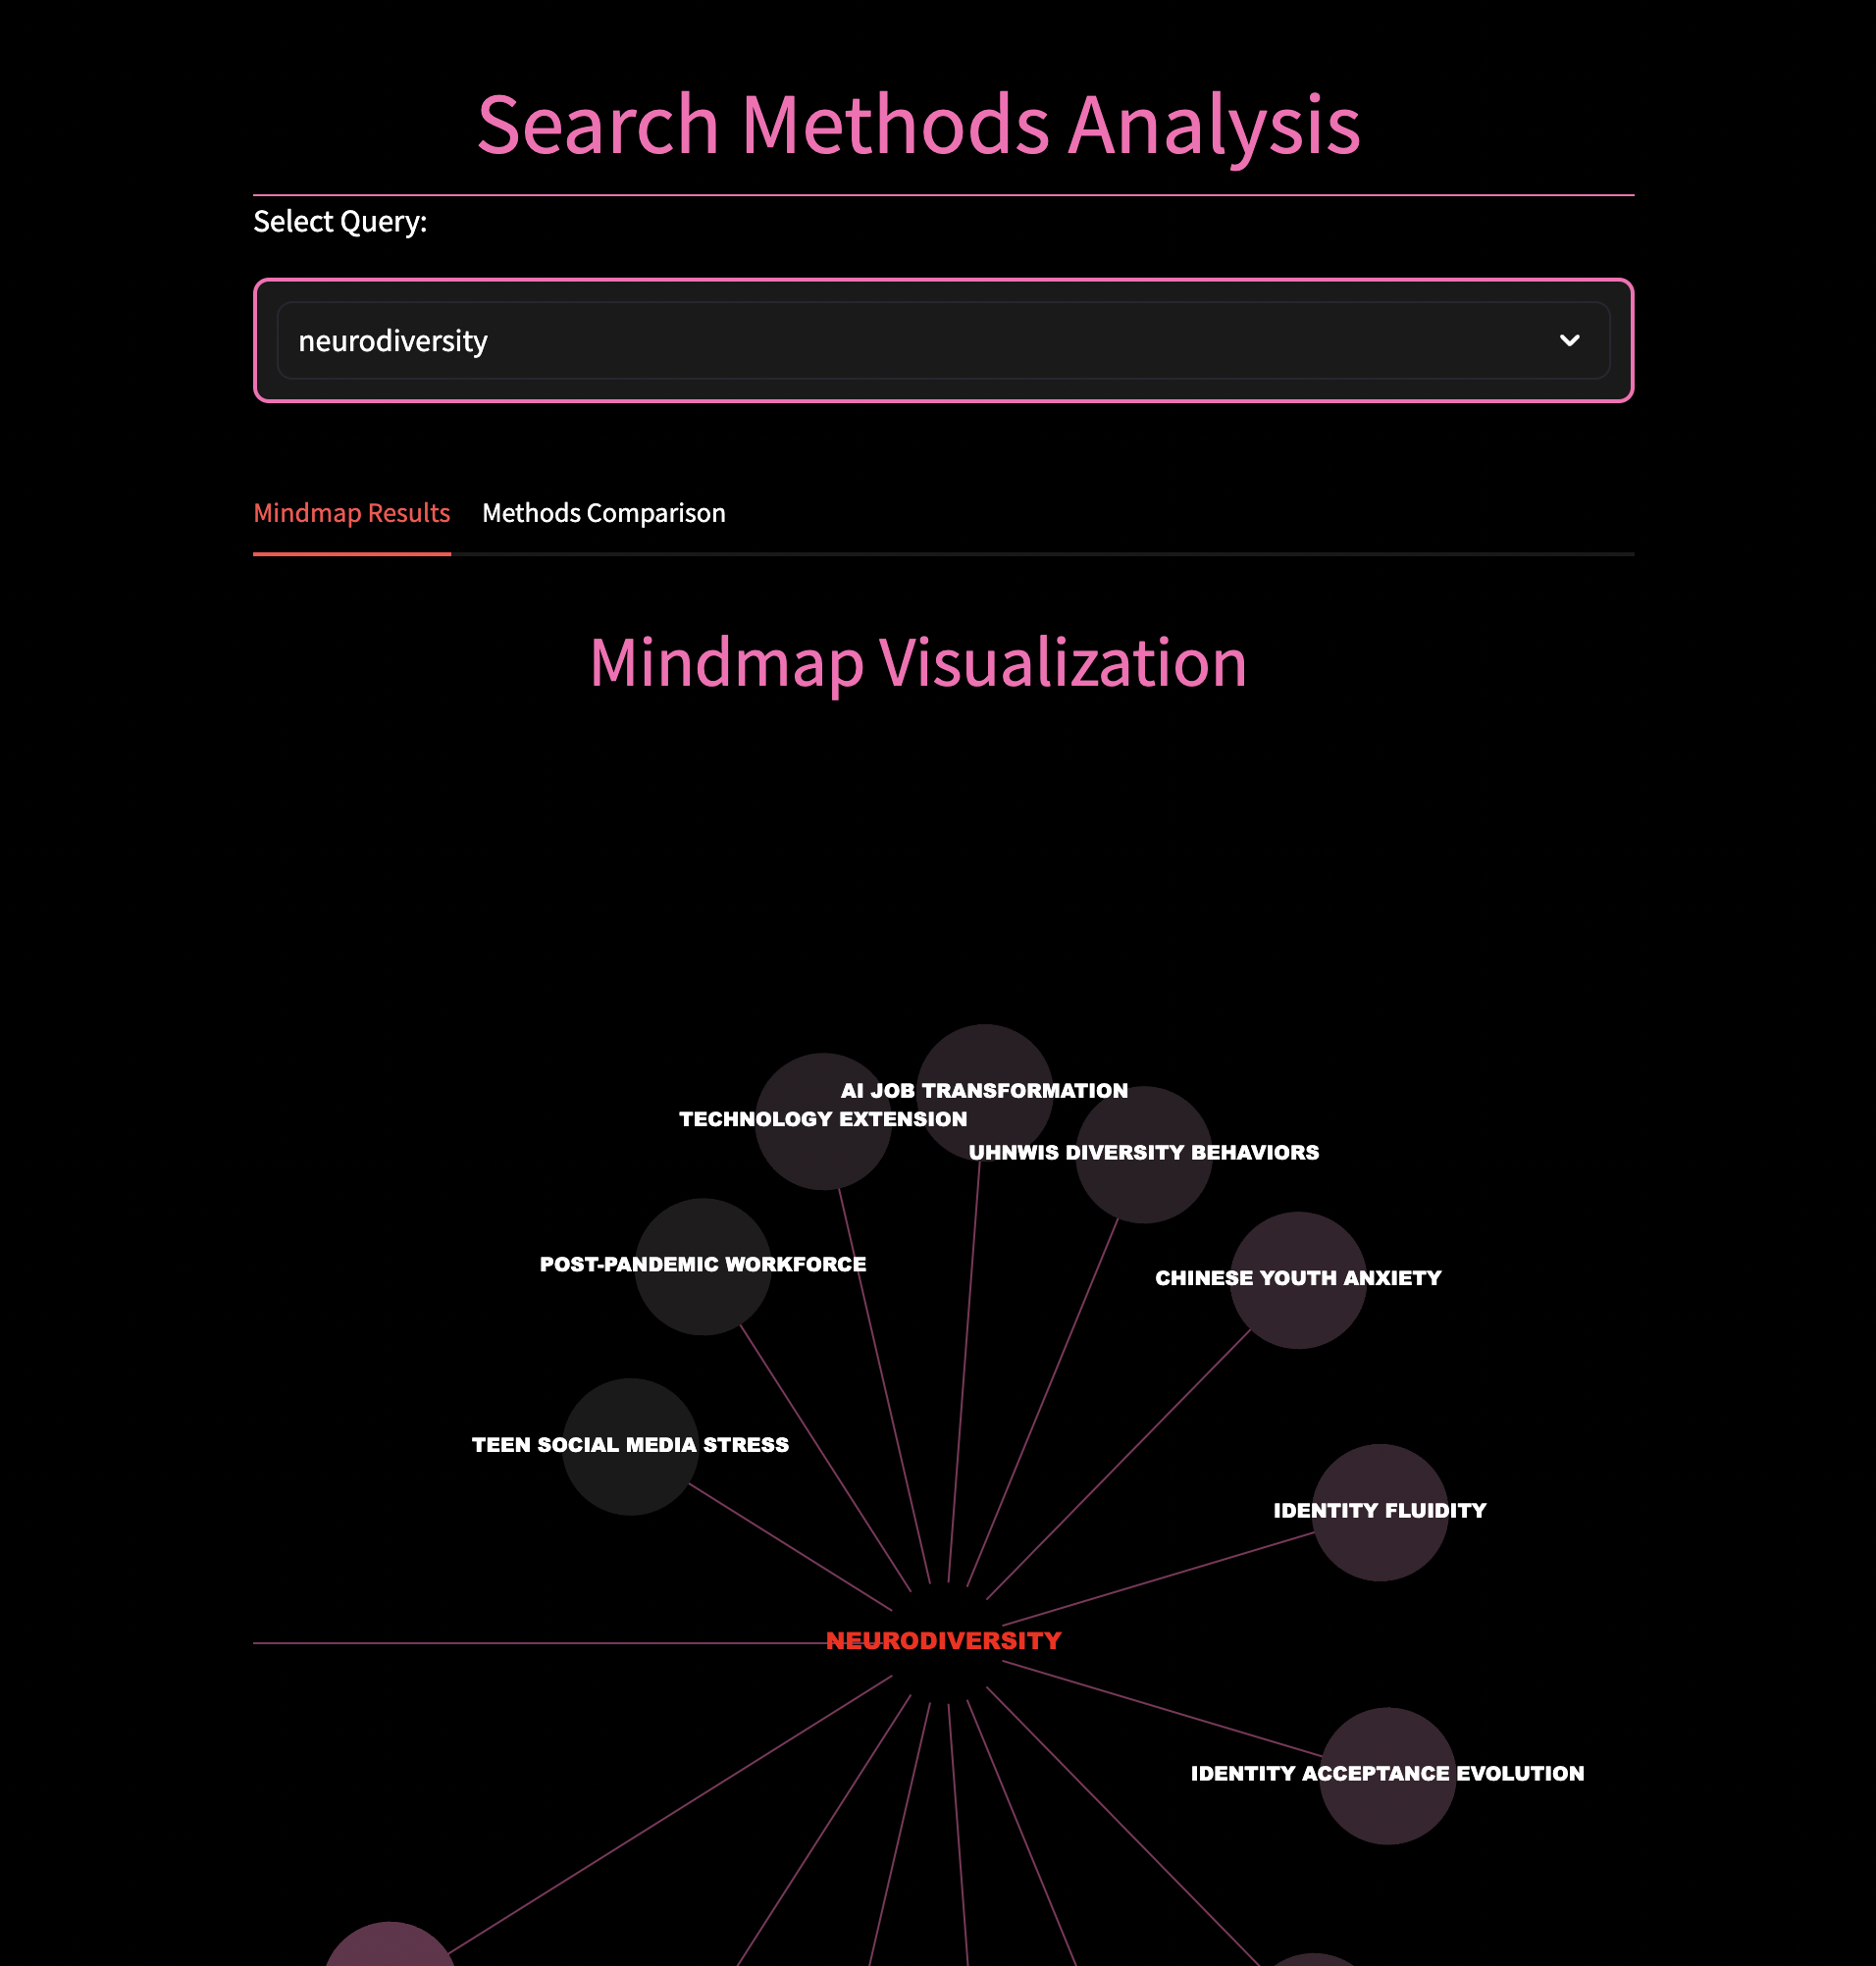 Search Methods Analysis
Select Query:
neurodiversity
Mindmap Results
Methods Comparison
Mindmap Visualization
AI JOB TRANSFORMATION
TECHNOLOGY EXTENSION
UHNWIS DIVERSITY BEHAVIORS
POST-PANDEMIC WORKFORCE
CHINESE YOUTH ANXIETY
TEEN SOCIAL MEDIA STRESS
IDENTITY FLUIDITY
NEURODIVERSITY
IDENTITY ACCEPTANCE EVOLUTION